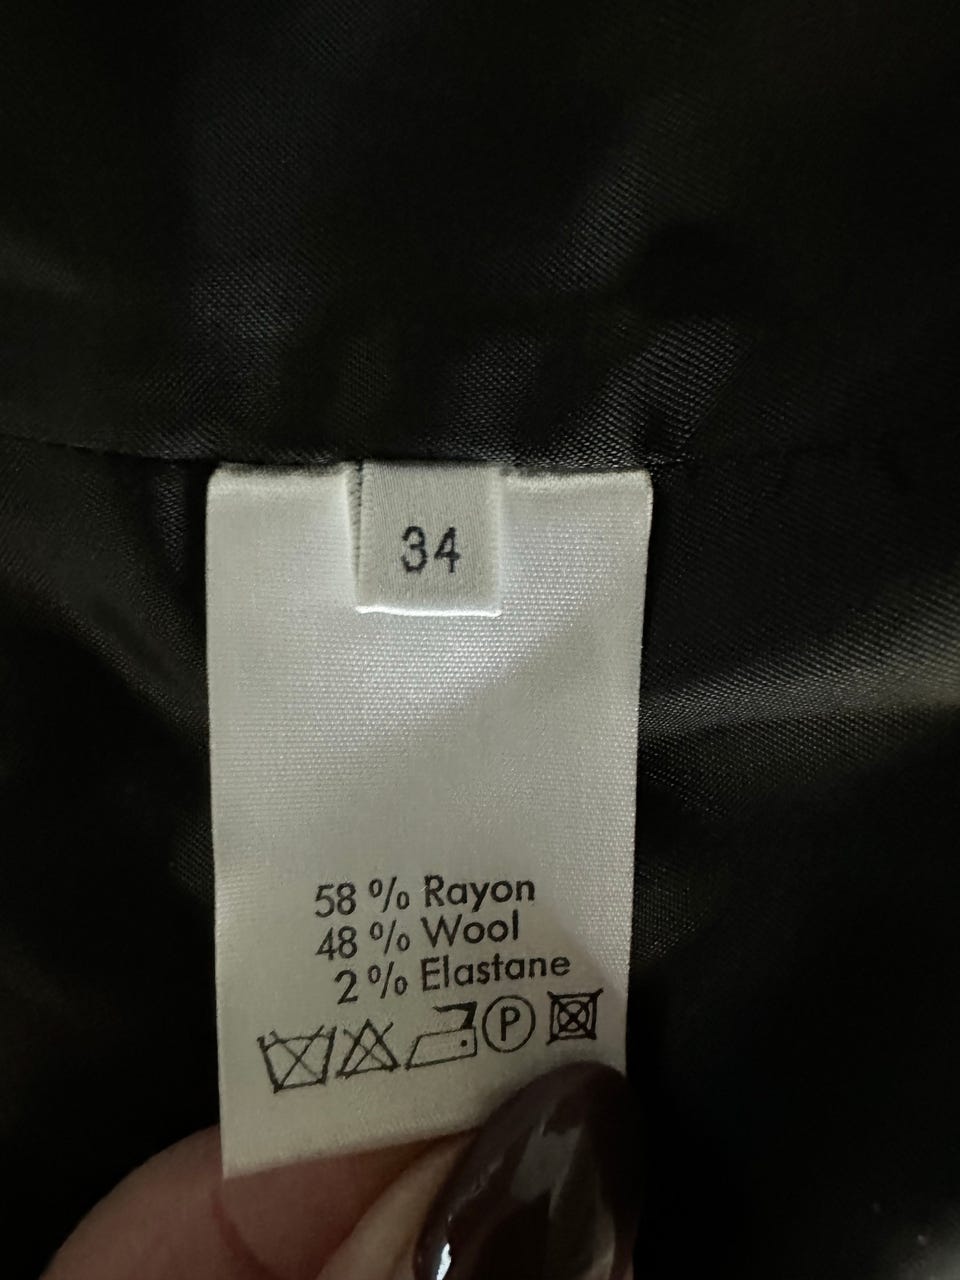 34
58 % Rayon
48 % Wool
2 % Elastane
P